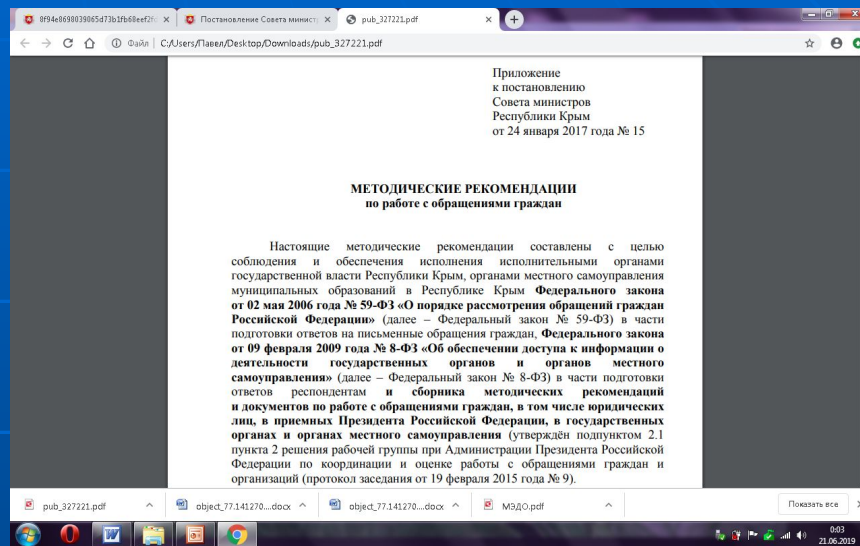 8f94e8698039065d73b1fb68eef2f
Постановление Совета минист
pub_327221.pdf
Файл | C:/Users/Павел/Desktop/Downloads/pub_327221.pdf
Приложение
к постановлению
Совета министров
Республики Крым
от 24 января 2017 года № 15
МЕТОДИЧЕСКИЕ РЕКОМЕНДАЦИИ
по работе с обращениями граждан
Настоящие методические рекомендации составлены с целью
соблюдения и обеспечения исполнения исполнительными органами
государственной власти Республики Крым, органами местного самоуправления
муниципальных образований в Республике Крым Федерального закона
от 02 мая 2006 года № 59-ФЗ «О порядке рассмотрения обращений граждан
Российской Федерации» (далее – Федеральный закон № 59-ФЗ) в части
подготовки ответов на письменные обращения граждан, Федерального закона
от 09 февраля 2009 года № 8-ФЗ «Об обеспечении доступа к информации о
деятельности государственных органов и органов местного
самоуправления» (далее – Федеральный закон № 8-ФЗ) в части подготовки
ответов респондентам и сборника методических рекомендаций
и документов по работе с обращениями граждан, в том числе юридических
лиц, в приемных Президента Российской Федерации, в государственных
органах и органах местного самоуправления (утверждён подпунктом 2.1
пункта 2 решения рабочей группы при Администрации Президента Российской
Федерации по координации и оценке работы с обращениями граждан и
организаций (протокол заседания от 19 февраля 2015 года № 9).
pub_327221.pdf
object_77.141270....docx
object_77.141270....docx
МЭДО.pdf
Показать все
0:03
21.06.2019